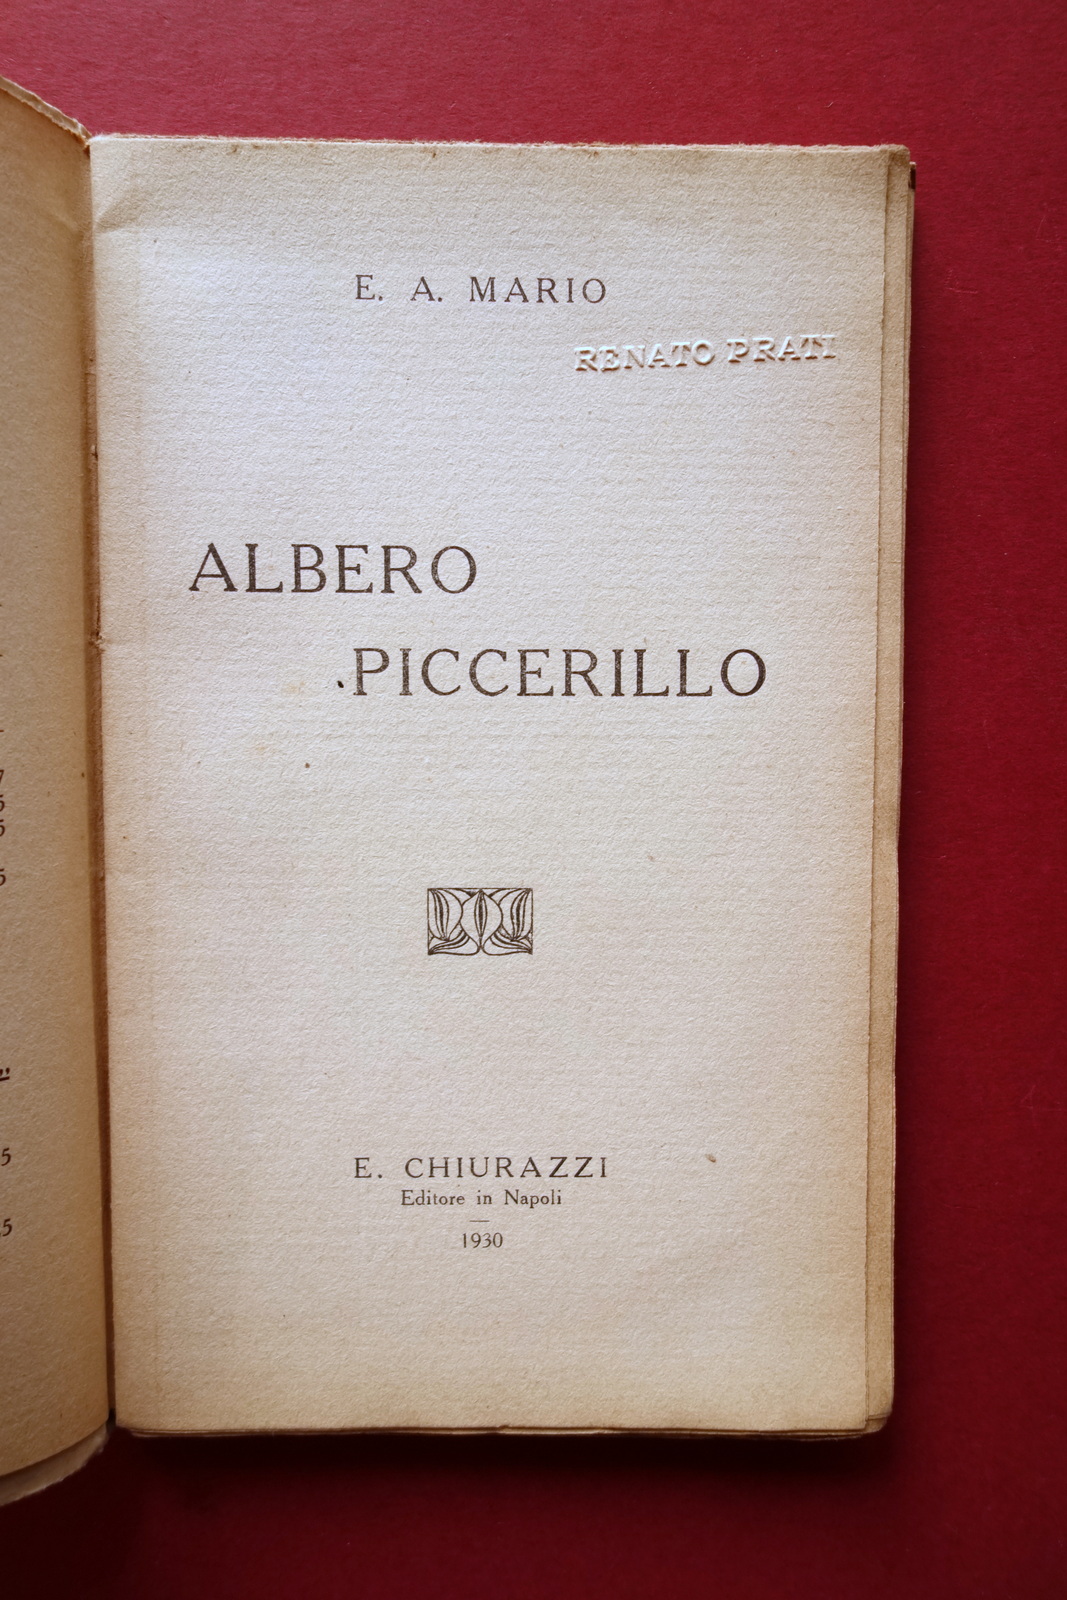 E. A. MARIO
RENATO PRATI
ALBERO
PICCERILLO
E. CHIURAZZI
Editore in Napoli
1930